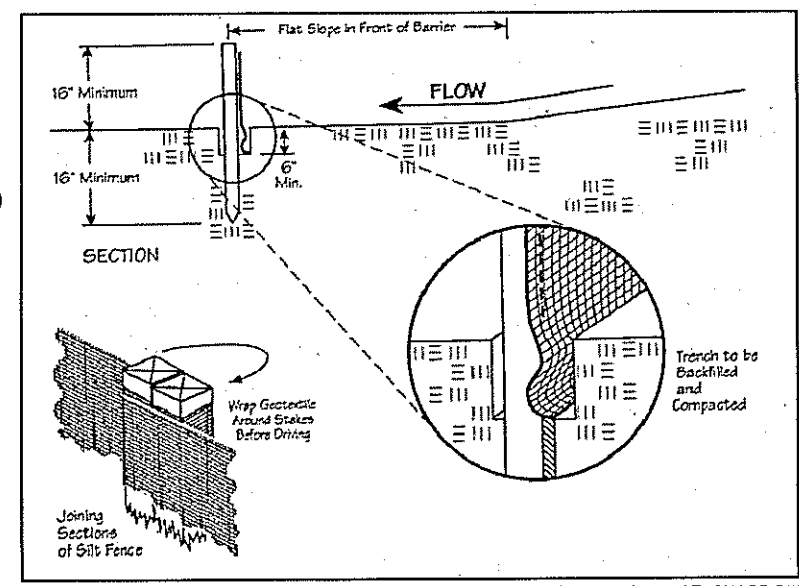 Flat Slope in Front of Barrier
16" Minimum
FLOW
16" Minimum
6"
Min.
SECTION
Trench to be
Backfilled
and
Compacted
Wrap Geotextile
Around Stakes
Before Driving
Joining
Sections
of Silt Fence